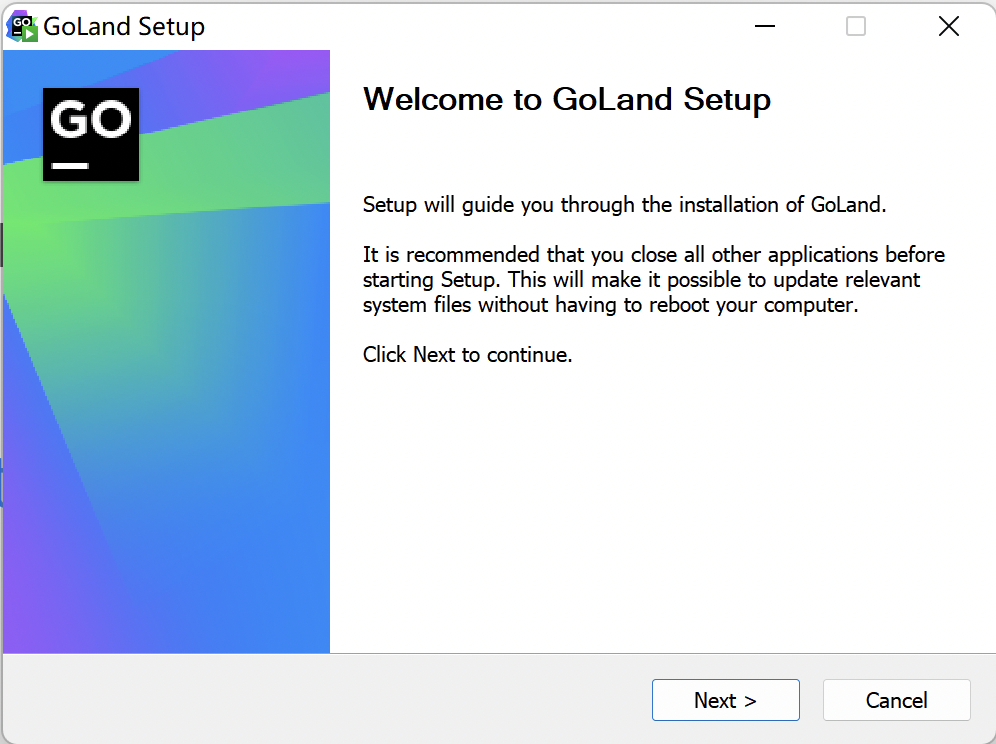 GoLand Setup
GO
Welcome to GoLand Setup
Setup will guide you through the installation of GoLand.
It is recommended that you close all other applications before
starting Setup. This will make it possible to update relevant
system files without having to reboot your computer.
Click Next to continue.
Next >
Cancel